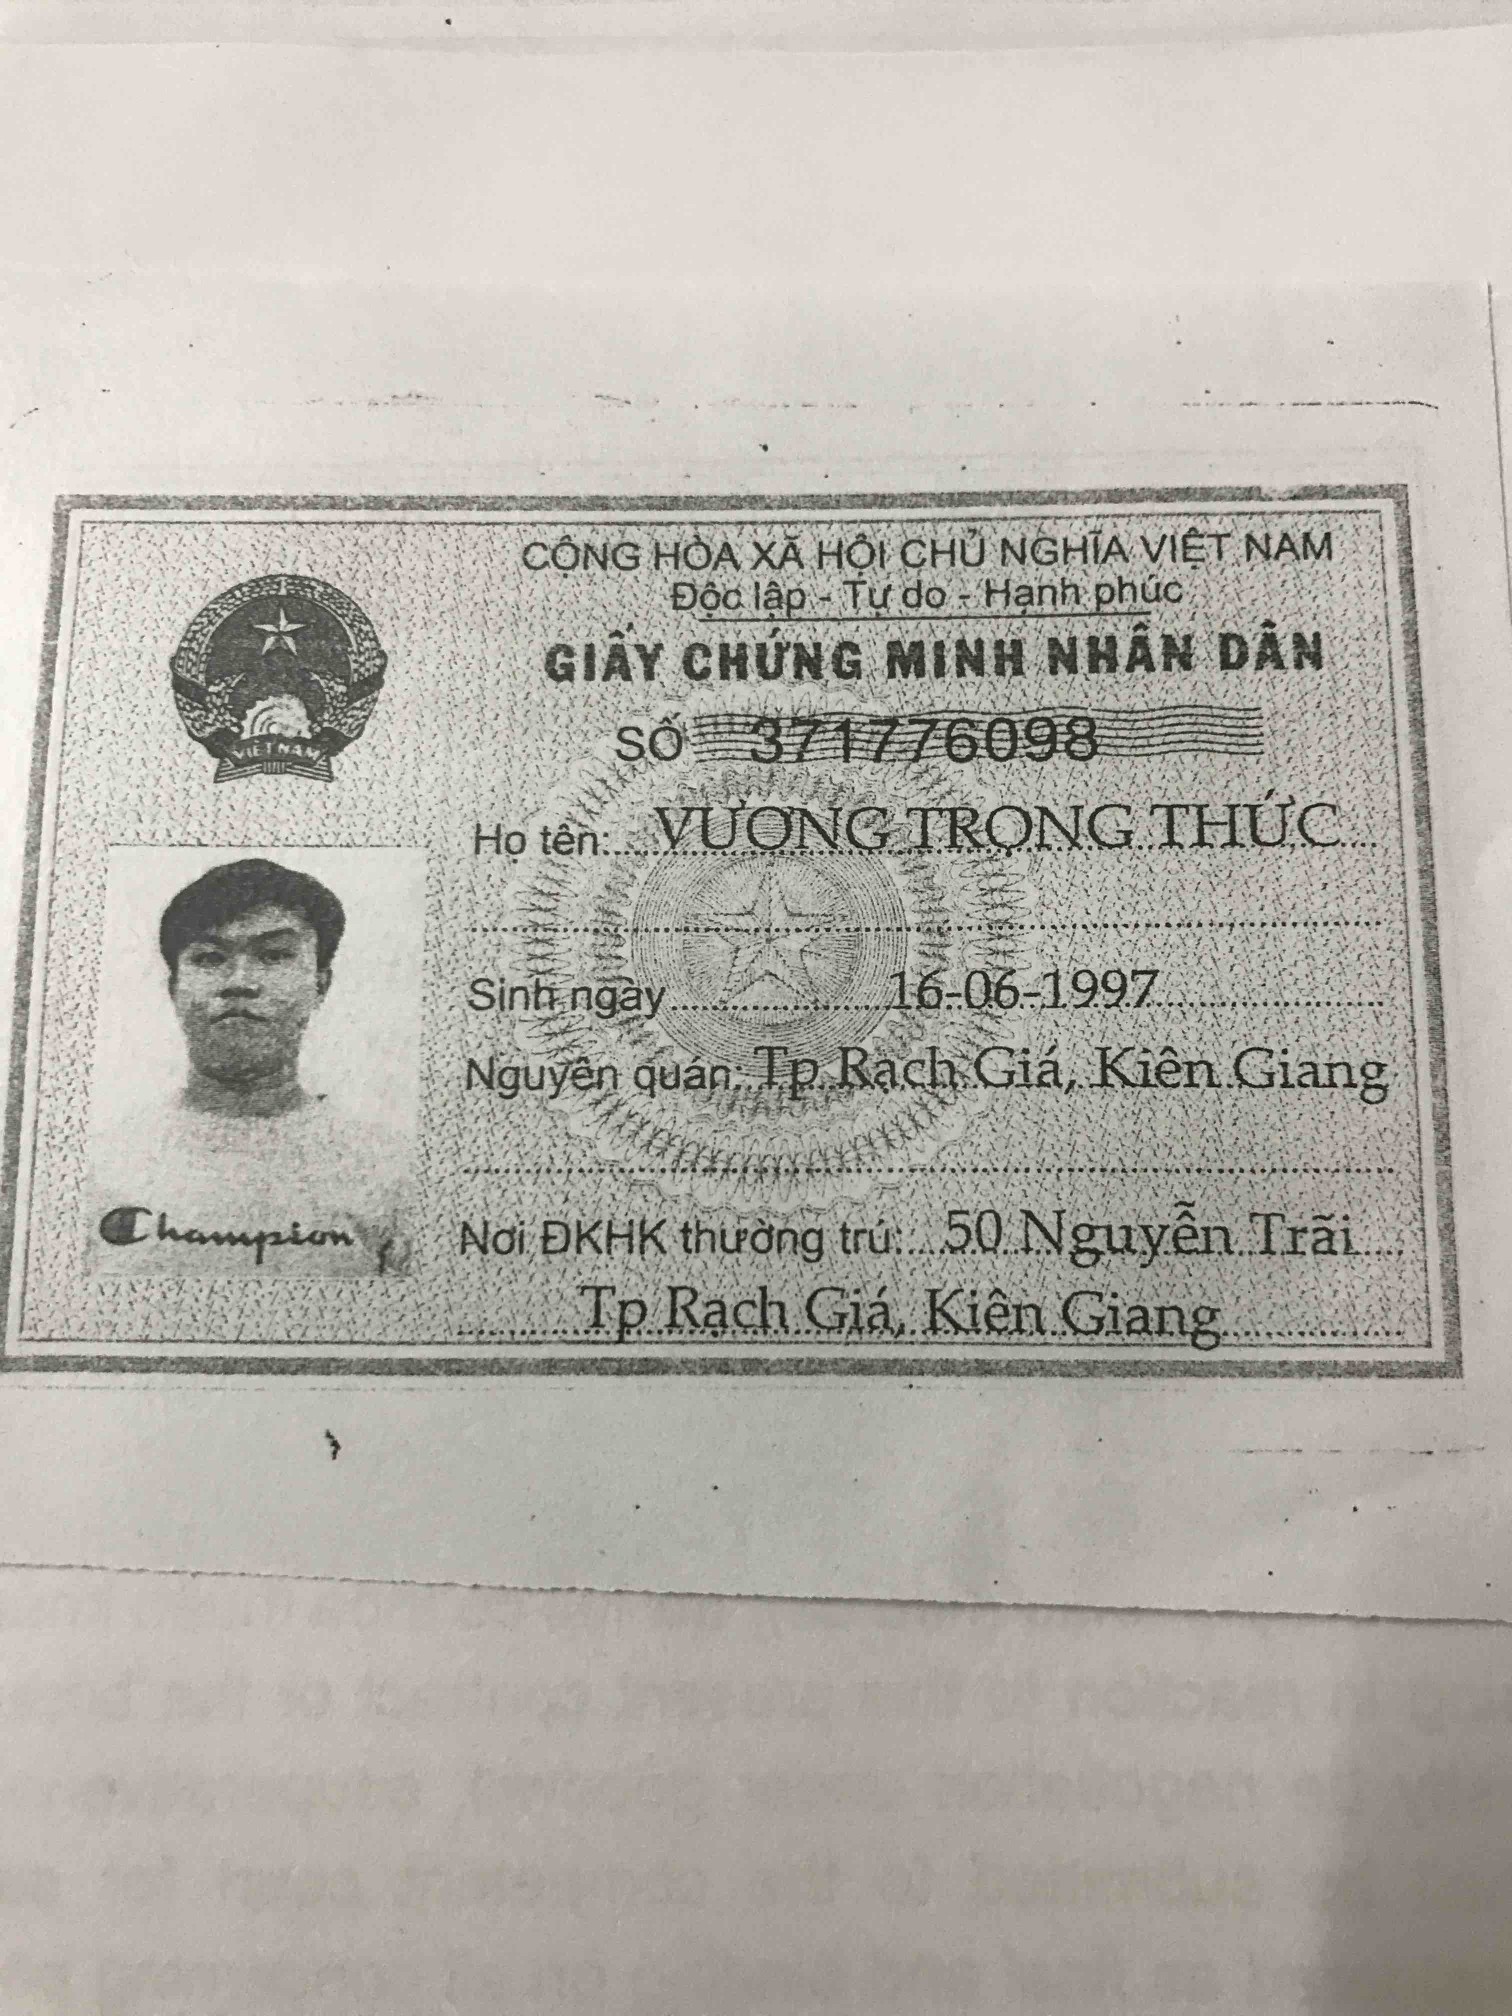 CỘNG HÒA XÃ HỘI CHỦ NGHĨA VIỆT NAM
Độc lập - Tự do - Hạnh phúc
GIẤY CHỨNG MINH NHÂN DÂN
SỐ 371776098
Họ tên: VƯƠNG TRỌNG THỨC
Sinh ngày 16-06-1997
Nguyên quán: Tp Rạch Giá, Kiên Giang
Nơi ĐKHK thường trú: 50 Nguyễn Trãi
Tp Rạch Giá, Kiên Giang
VIỆT NAM
Champion